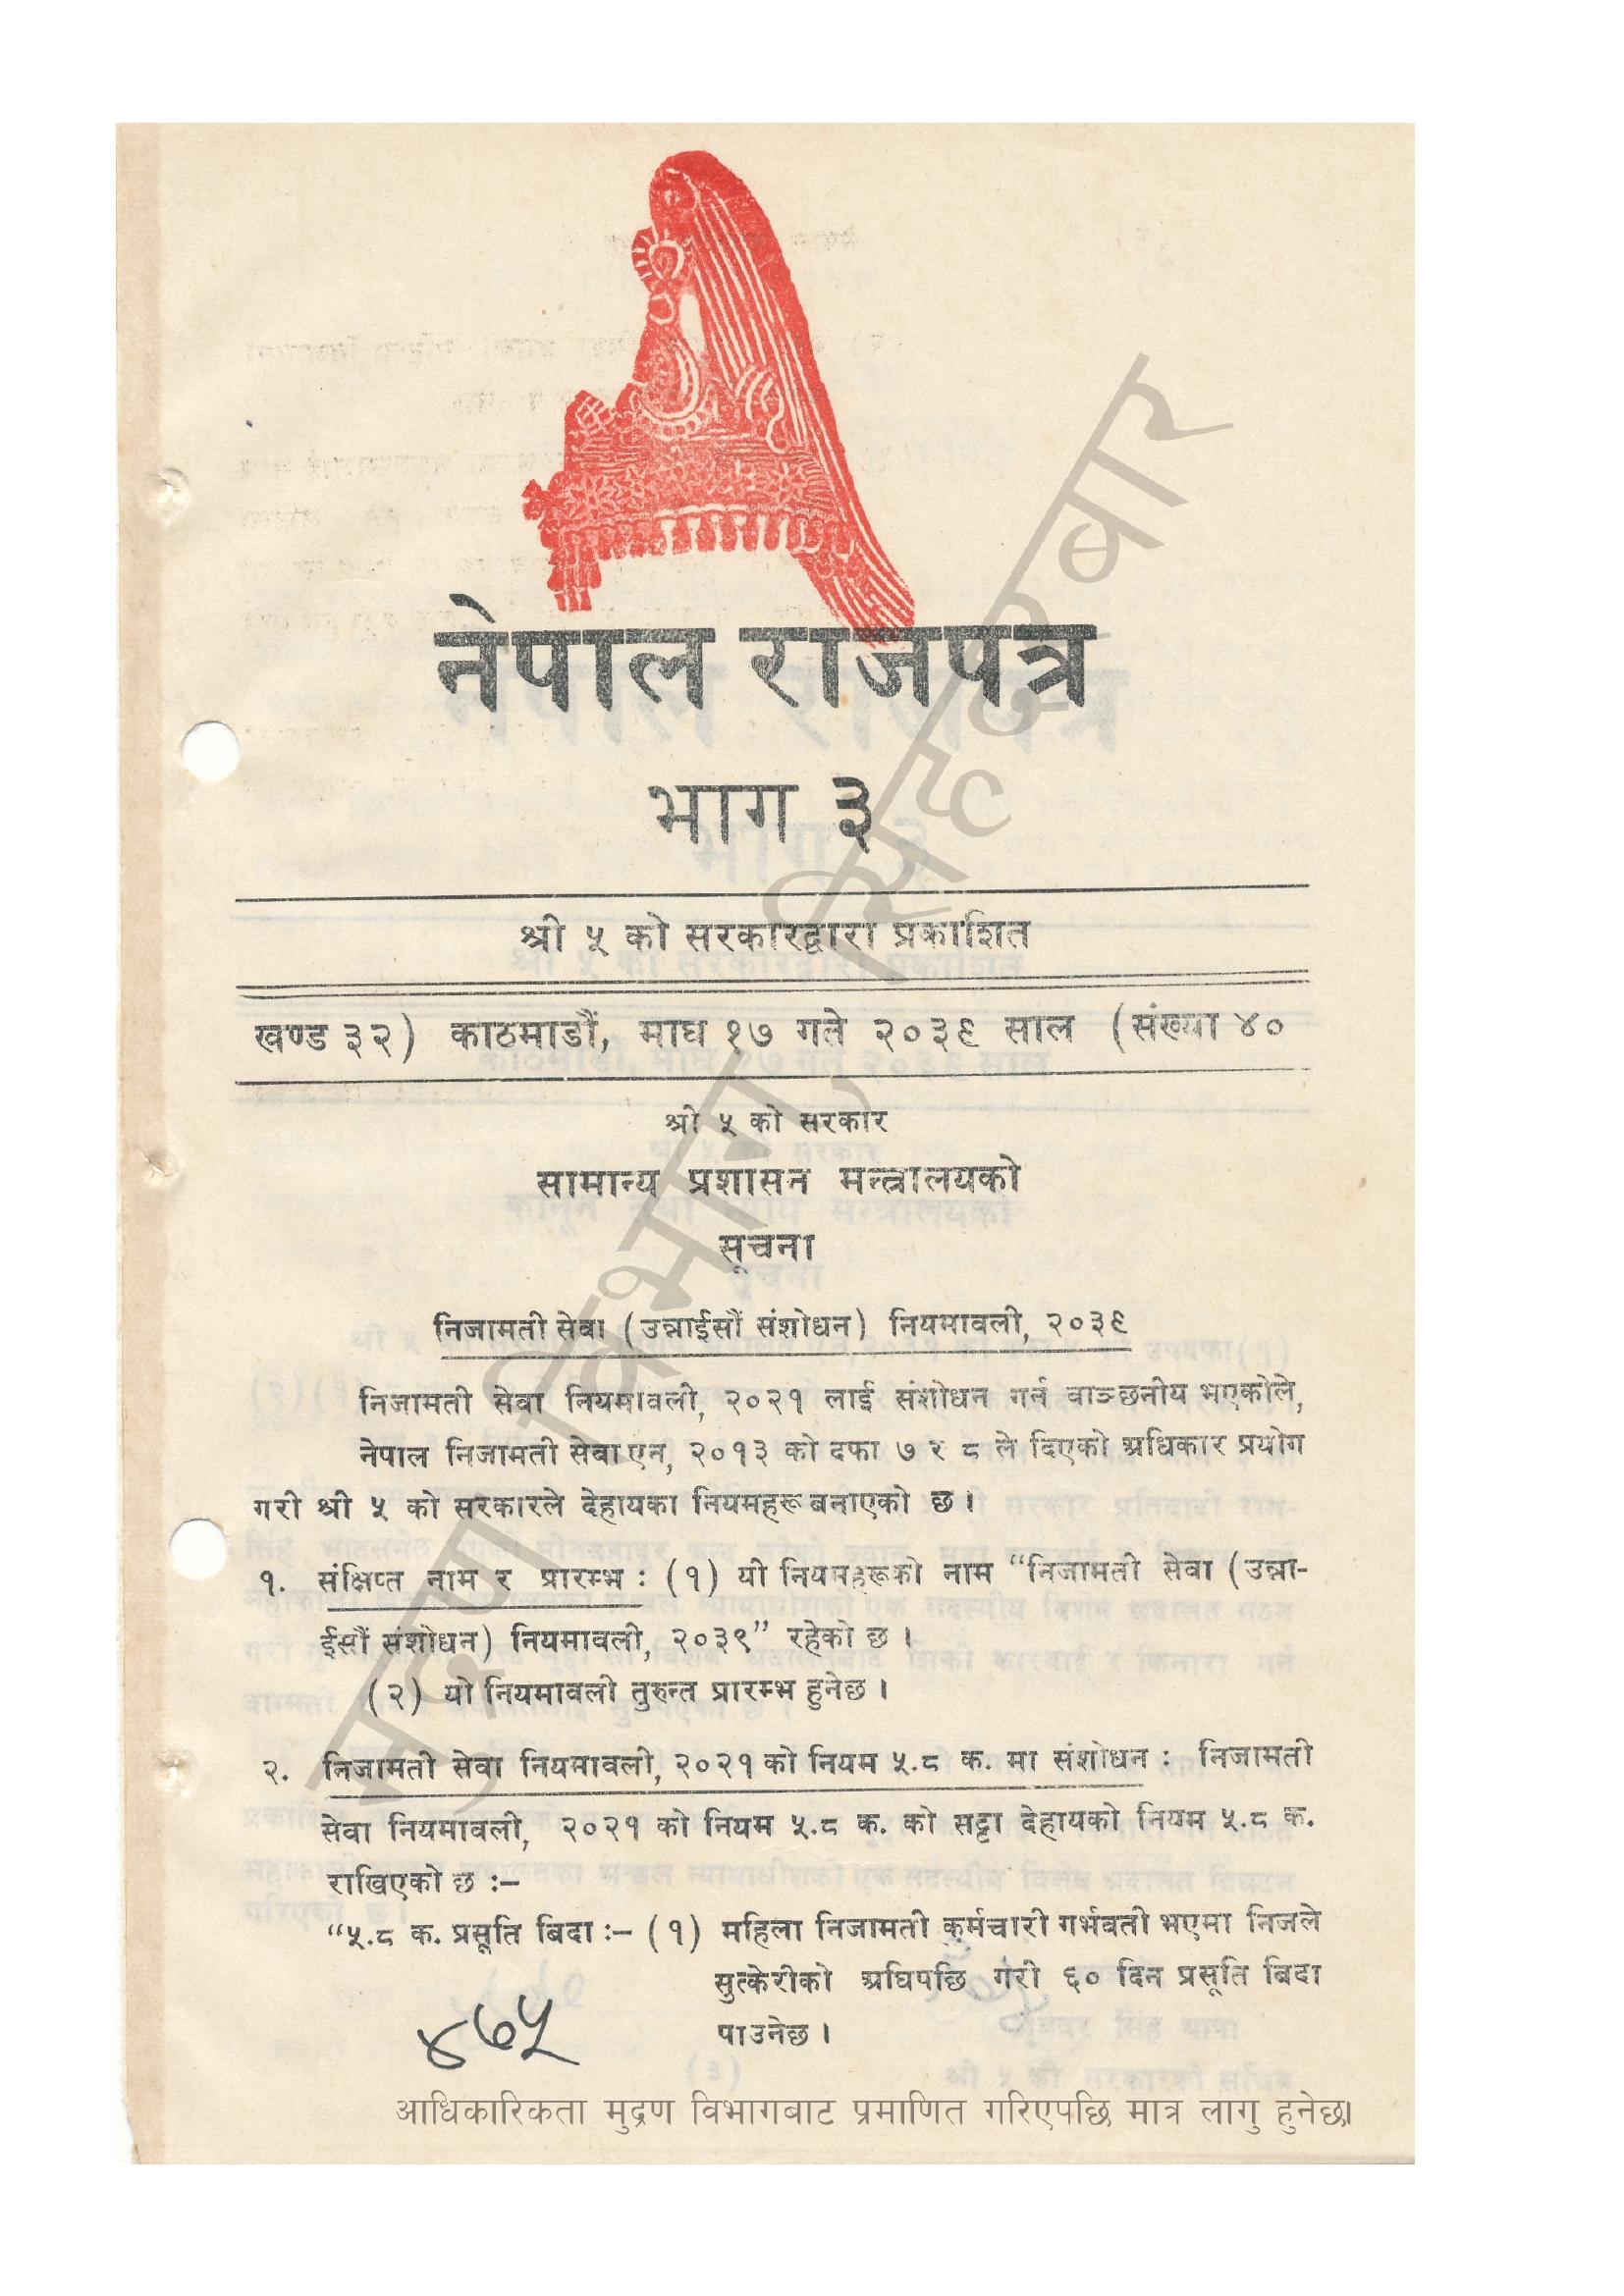 नेपाल राजपत्र
भाग ३
श्री ५ को सरकारद्वारा प्रकाशित
खण्ड ३२) काठमाडौं, माघ १७ गते २०३९ साल (संख्या ४०
श्री ५ को सरकार
सामान्य प्रशासन मन्त्रालयको
सूचना
निजामती सेवा (उन्नाईसौं संशोधन) नियमावली, २०३९
निजामती सेवा नियमावली, २०२१ लाई संशोधन गर्न वाञ्छनीय भएकोले,
नेपाल निजामती सेवा एन, २०१३ को दफा ७ र ८ ले दिएको अधिकार प्रयोग
गरी श्री ५ को सरकारले देहायका नियमहरू बनाएको छ ।
१. संक्षिप्त नाम र प्रारम्भ : (१) यी नियमहरूको नाम “निजामती सेवा (उन्ना-
ईसौं संशोधन) नियमावली, २०३९” रहेको छ ।
(२) यो नियमावली तुरुन्त प्रारम्भ हुनेछ ।
२. निजामती सेवा नियमावली, २०२१ को नियम ५.८ क. मा संशोधन : निजामती
सेवा नियमावली, २०२१ को नियम ५.८ क. को सट्टा देहायको नियम ५.८ क.
राखिएको छ :–
“५.८ क. प्रसूति बिदा :– (१) महिला निजामती कर्मचारी गर्भवती भएमा निजले
सुत्केरीको अघिपछि गरी ६० दिन प्रसूति बिदा
पाउनेछ ।
४७५
आधिकारिकता मुद्रण विभागबाट प्रमाणित गरिएपछि मात्र लागु हुनेछ।
मुद्रण विभाग, सिंहदरबार